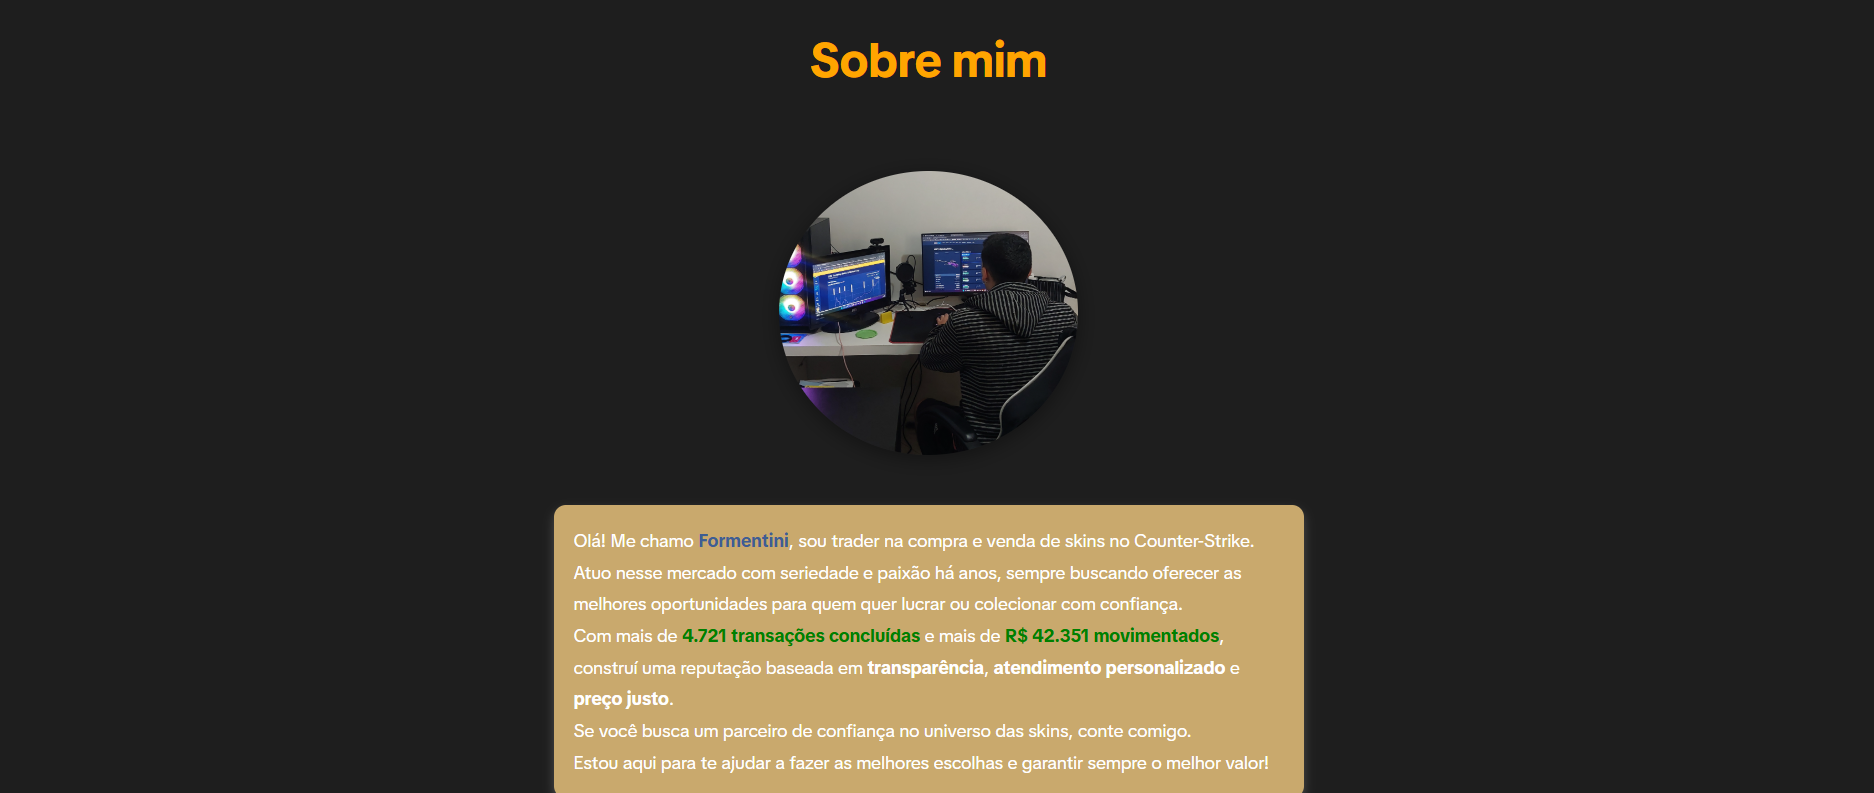 Sobre mim
Olá! Me chamo Formentini, sou trader na compra e venda de skins no Counter-Strike.
Atuo nesse mercado com seriedade e paixão há anos, sempre buscando oferecer as
melhores oportunidades para quem quer lucrar ou colecionar com confiança.
Com mais de 4.721 transações concluídas e mais de R$ 42.351 movimentados,
construí uma reputação baseada em transparência, atendimento personalizado e
preço justo.
Se você busca um parceiro de confiança no universo das skins, conte comigo.
Estou aqui para te ajudar a fazer as melhores escolhas e garantir sempre o melhor valor!